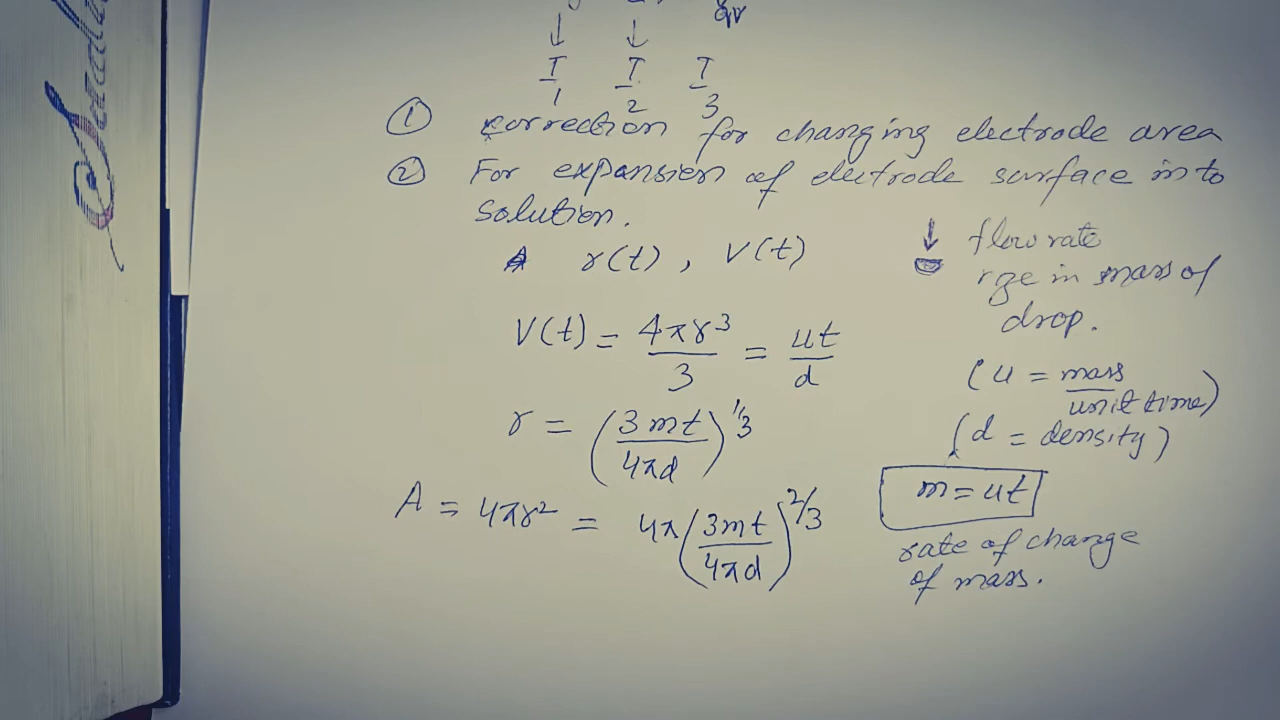 ↓ ↓
I I I
1 2 3
① correction for changing electrode area
② For expansion of electrode surface into
solution.
r(t), V(t)
↓ flow rate
rge in mass of
drop.
V(t) = 4πr³/3 = ut/d
(u = mass/unit time)
(d = density)
r = (3mt/4πd)^1/3
m = ut
A = 4πr² = 4π(3mt/4πd)^2/3
rate of change
of mass.